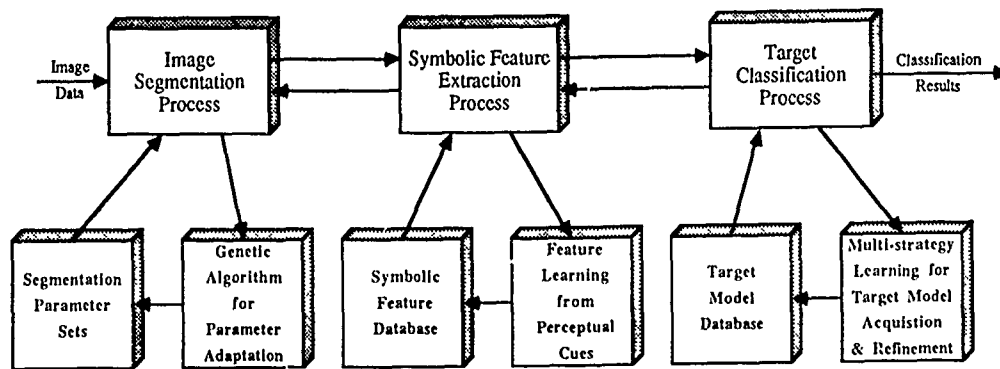 Image
Data
Image
Segmentation
Process
Symbolic Feature
Extraction
Process
Target
Classification
Process
Classification
Results
Segmentation
Parameter
Sets
Genetic
Algorithm
for
Parameter
Adaptation
Symbolic
Feature
Database
Feature
Learning
from
Perceptual
Cues
Target
Model
Database
Multi-strategy
Learning for
Target Model
Acquistion
& Refinement